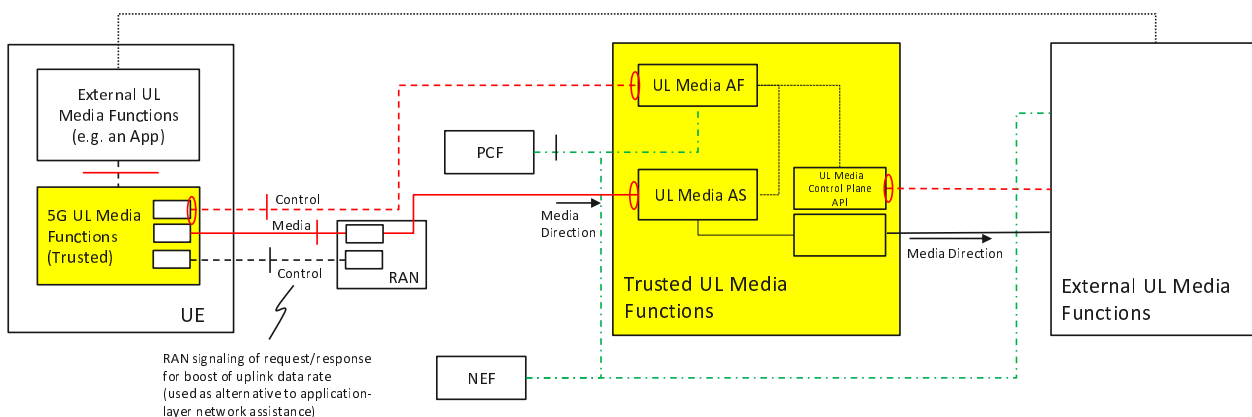 External UL
Media Functions
(e.g. an App)
5G UL Media
Functions
(Trusted)
UE
Control
Media
Control
RAN
RAN signaling of request/response
for boost of uplink data rate
(used as alternative to application-
layer network assistance)
PCF
NEF
Media
Direction
UL Media AF
UL Media AS
UL Media
Control Plane
API
Trusted UL Media
Functions
Media Direction
External UL Media
Functions